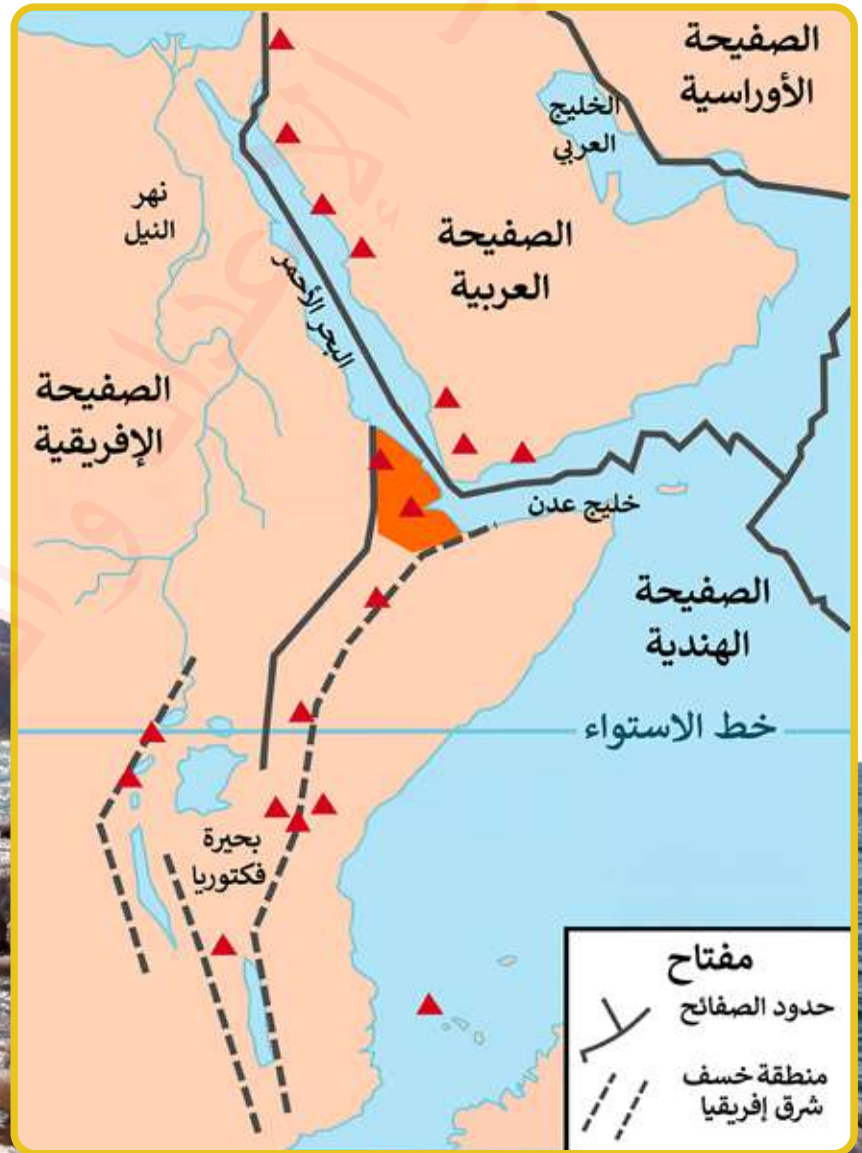 الصفيحة
الأوراسية
الخليج
العربي
نهر
النيل
الصفيحة
العربية
البحر الأحمر
الصفيحة
الإفريقية
خليج عدن
الصفيحة
الهندية
خط الاستواء
بحيرة
فكتوريا
مفتاح
حدود الصفائح
منطقة خسف
شرق إفريقيا